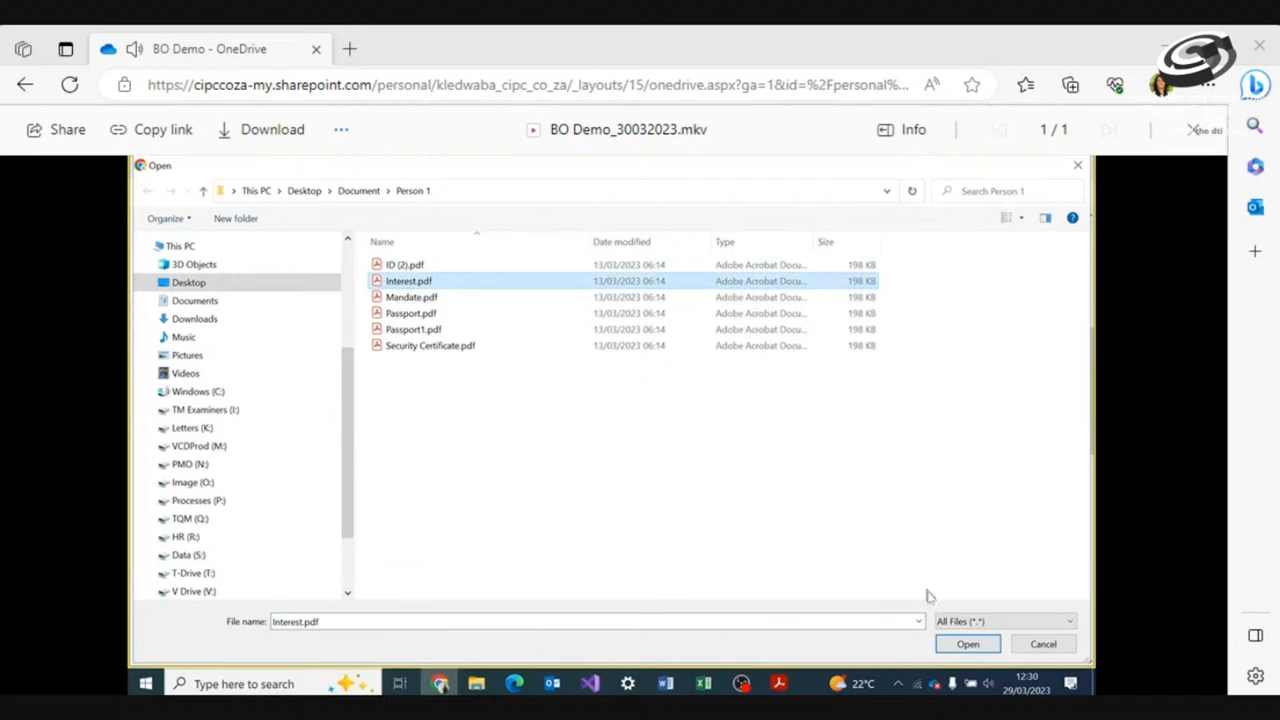 BO Demo - OneDrive
https://cipccoza-my.sharepoint.com/personal/kledwaba_cipc_co_za/_layouts/15/onedrive.aspx?ga=1&id=%2Fpersonal%...
Share Copy link Download ... BO Demo_30032023.mkv Info 1 / 1 the dti
Open
This PC > Desktop > Document > Person 1 Search Person 1
Organize New folder
Name Date modified Type Size
ID (2).pdf 13/03/2023 06:14 Adobe Acrobat Docu... 198 KB
Interest.pdf 13/03/2023 06:14 Adobe Acrobat Docu... 198 KB
Mandate.pdf 13/03/2023 06:14 Adobe Acrobat Docu... 198 KB
Passport.pdf 13/03/2023 06:14 Adobe Acrobat Docu... 198 KB
Passport1.pdf 13/03/2023 06:14 Adobe Acrobat Docu... 198 KB
Security Certificate.pdf 13/03/2023 06:14 Adobe Acrobat Docu... 198 KB
This PC
3D Objects
Desktop
Documents
Downloads
Music
Pictures
Videos
Windows (C:)
TM Examiners (I:)
Letters (K:)
VCDProd (M:)
PMO (N:)
Image (O:)
Processes (P:)
TQM (Q:)
HR (R:)
Data (S:)
T-Drive (T:)
V Drive (V:)
File name: Interest.pdf All Files (*.*)
Open Cancel
Type here to search 22°C 12:30
29/03/2023